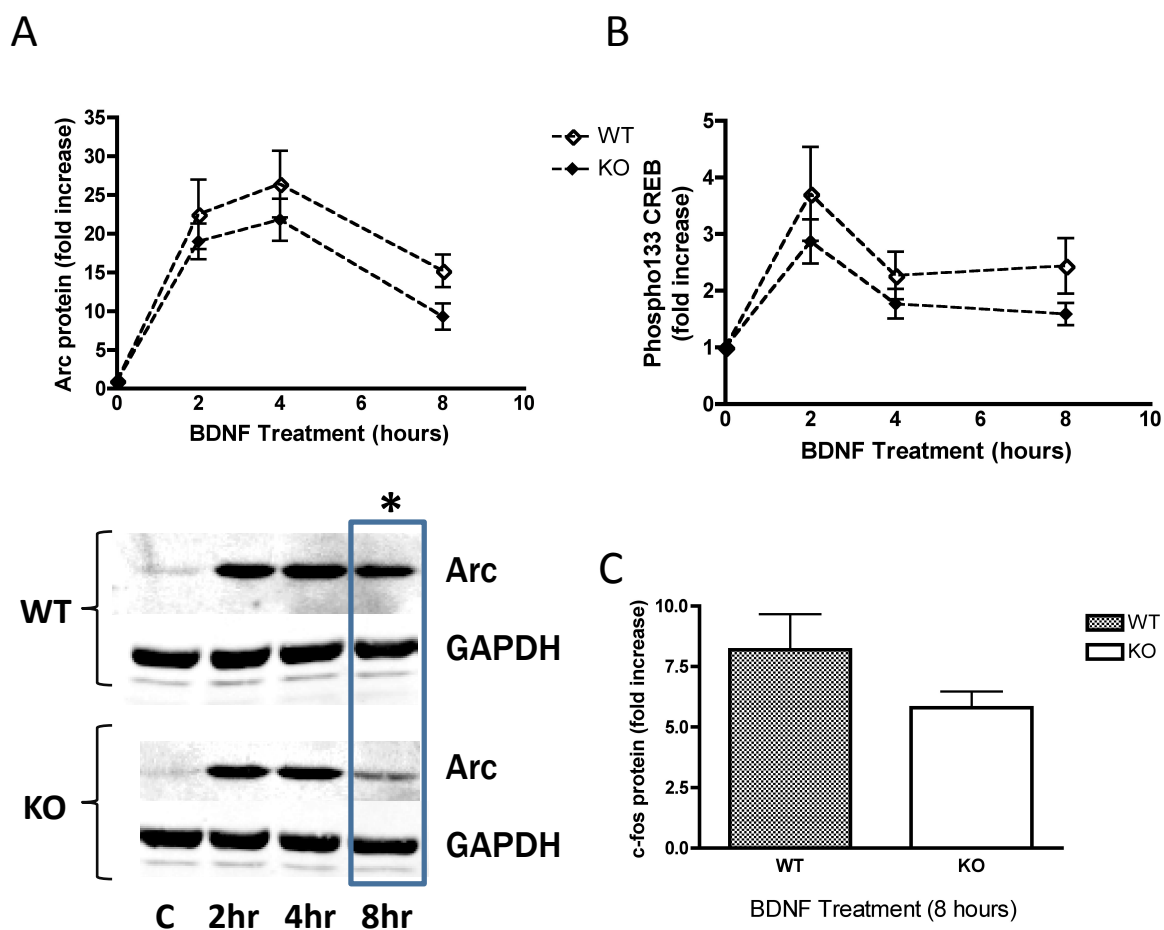 A
B
35
30
25
20
15
10
5
0
Arc protein (fold increase)
0 2 4 6 8 10
BDNF Treatment (hours)
WT
KO
5
4
3
2
1
0
Phospho133 CREB
(fold increase)
0 2 4 6 8 10
BDNF Treatment (hours)
*
WT
Arc
GAPDH
KO
Arc
GAPDH
C 2hr 4hr 8hr
C
10.0
7.5
5.0
2.5
0.0
c-fos protein (fold increase)
WT KO
BDNF Treatment (8 hours)
WT
KO